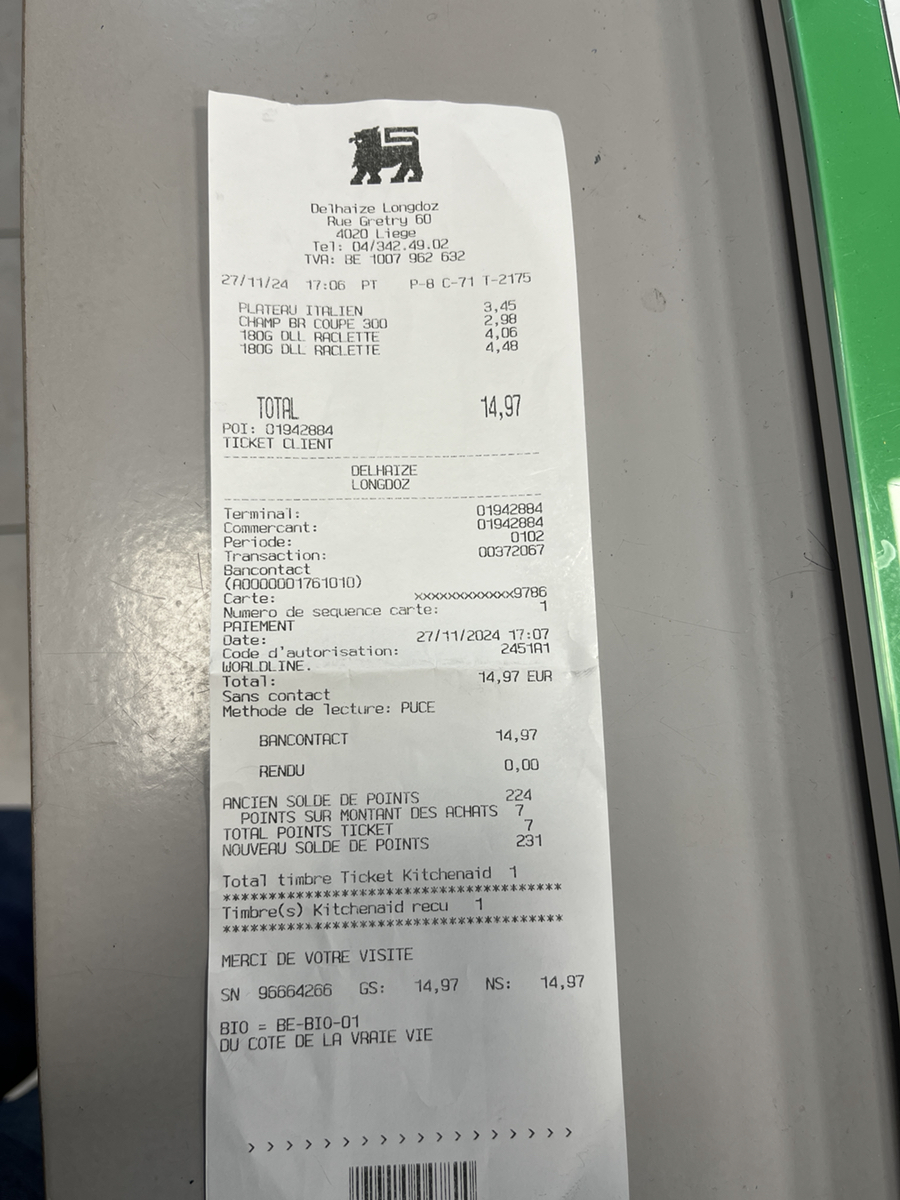 Delhaize Longdoz
Rue Gretry 60
4020 Liege
Tel: 04/342.49.02
TVA: BE 1007 962 632
27/11/24 17:06 PT P-8 C-71 T-2175
PLATEAU ITALIEN 3,45
CHAMP BR COUPE 300 2,98
180G DLL RACLETTE 4,06
180G DLL RACLETTE 4,48
TOTAL 14,97
POI: 01942884
TICKET CLIENT
DELHAIZE
LONGDOZ
Terminal: 01942884
Commercant: 01942884
Periode: 0102
Transaction: 00372067
Bancontact
(A0000001761010)
Carte: xxxxxxxxxxxxx9786
Numero de sequence carte: 1
PAIEMENT
Date: 27/11/2024 17:07
Code d'autorisation: 2451A1
WORLDLINE.
Total: 14,97 EUR
Sans contact
Methode de lecture: PUCE
BANCONTACT 14,97
RENDU 0,00
ANCIEN SOLDE DE POINTS 224
POINTS SUR MONTANT DES ACHATS 7
TOTAL POINTS TICKET 7
NOUVEAU SOLDE DE POINTS 231
Total timbre Ticket Kitchenaid 1
*************************************
Timbre(s) Kitchenaid recu 1
*************************************
MERCI DE VOTRE VISITE
SN 96664266 GS: 14,97 NS: 14,97
BIO = BE-BIO-01
DU COTE DE LA VRAIE VIE
> > > > > > > > > > > > > > > > > >